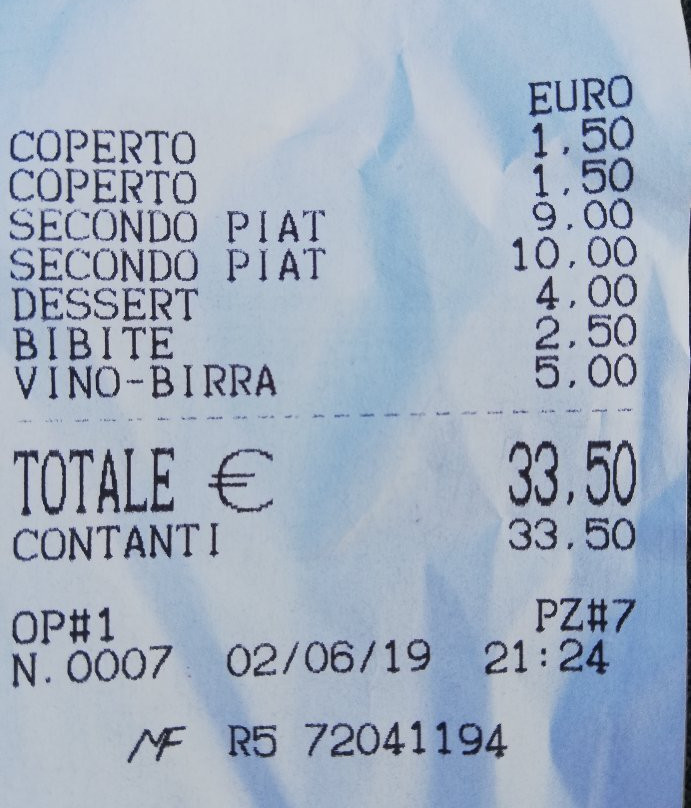 EURO
COPERTO 1,50
COPERTO 1,50
SECONDO PIAT 9,00
SECONDO PIAT 10,00
DESSERT 4,00
BIBITE 2,50
VINO-BIRRA 5,00
TOTALE € 33,50
CONTANTI 33,50
OP#1 PZ#7
N.0007 02/06/19 21:24
MF R5 72041194